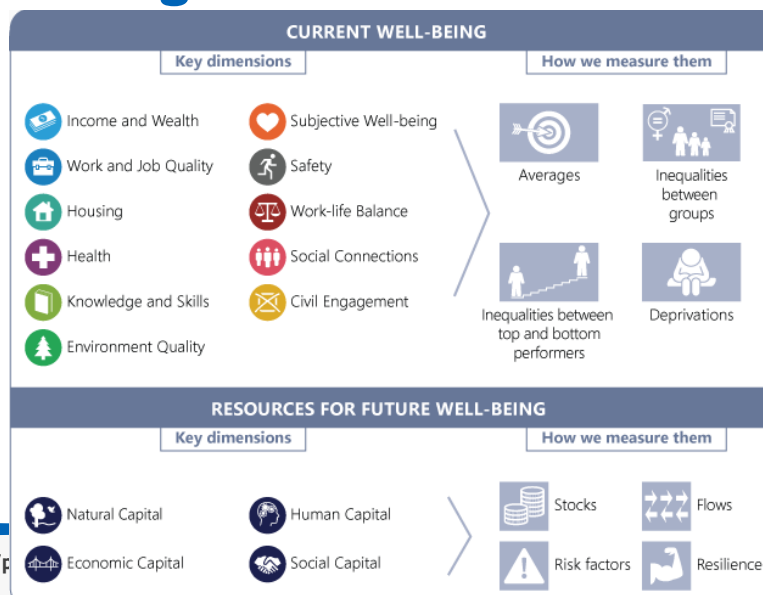 CURRENT WELL-BEING
Key dimensions
How we measure them
Income and Wealth
Work and Job Quality
Housing
Health
Knowledge and Skills
Environment Quality
Subjective Well-being
Safety
Work-life Balance
Social Connections
Civil Engagement
Averages
Inequalities
between
groups
Inequalities between
top and bottom
performers
Deprivations
RESOURCES FOR FUTURE WELL-BEING
Key dimensions
How we measure them
Natural Capital
Economic Capital
Human Capital
Social Capital
Stocks
Flows
Risk factors
Resilience